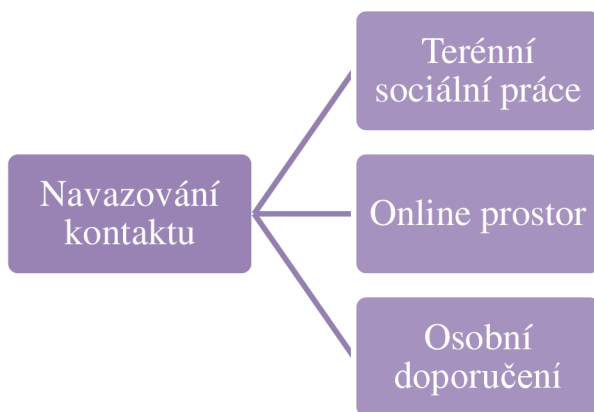 Navazování
kontaktu
Terénní
sociální práce
Online prostor
Osobní
doporučení